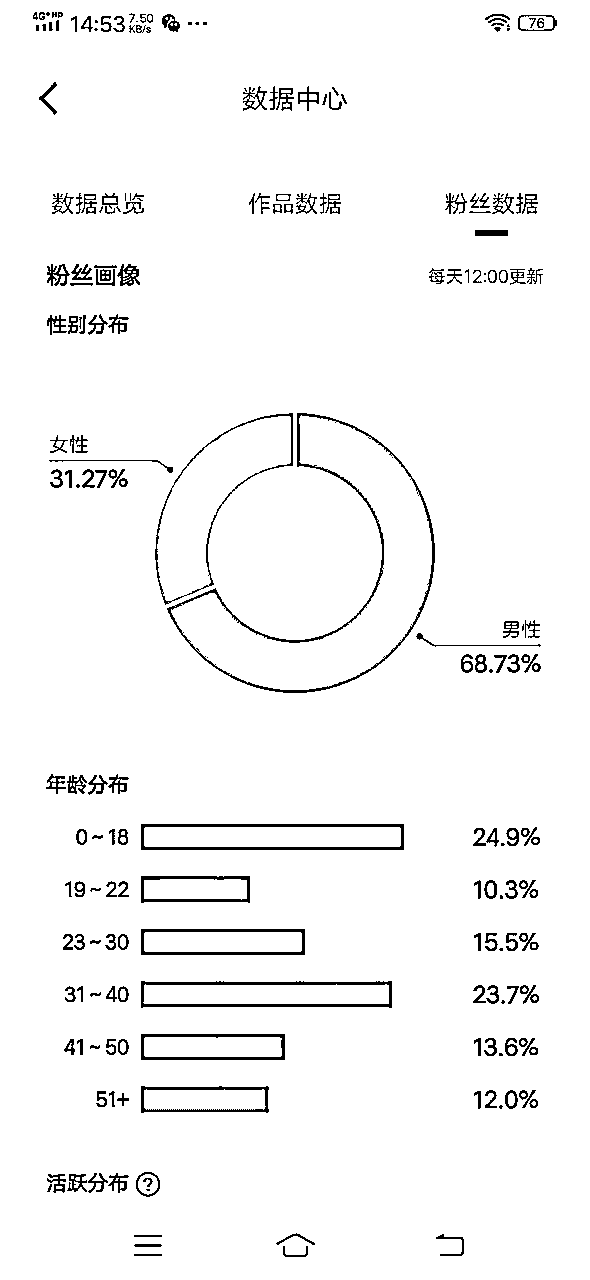 4G+HD 14:53 7.50 KB/s ... 76
数据中心
数据总览 作品数据 粉丝数据
粉丝画像 每天12:00更新
性别分布
女性
31.27%
男性
68.73%
年龄分布
0~18 24.9%
19~22 10.3%
23~30 15.5%
31~40 23.7%
41~50 13.6%
51+ 12.0%
活跃分布 ?